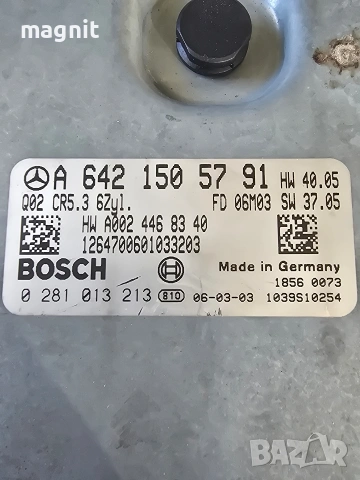 magnit
A 642 150 57 91 HW 40.05
Q02 CR5.3 6Zyl. FD 06M03 SW 37.05
HW A002 446 83 40
1264700601033203
BOSCH Made in Germany
1856 0073
0 281 013 213 810 06-03-03 1039S10254
BAZAR